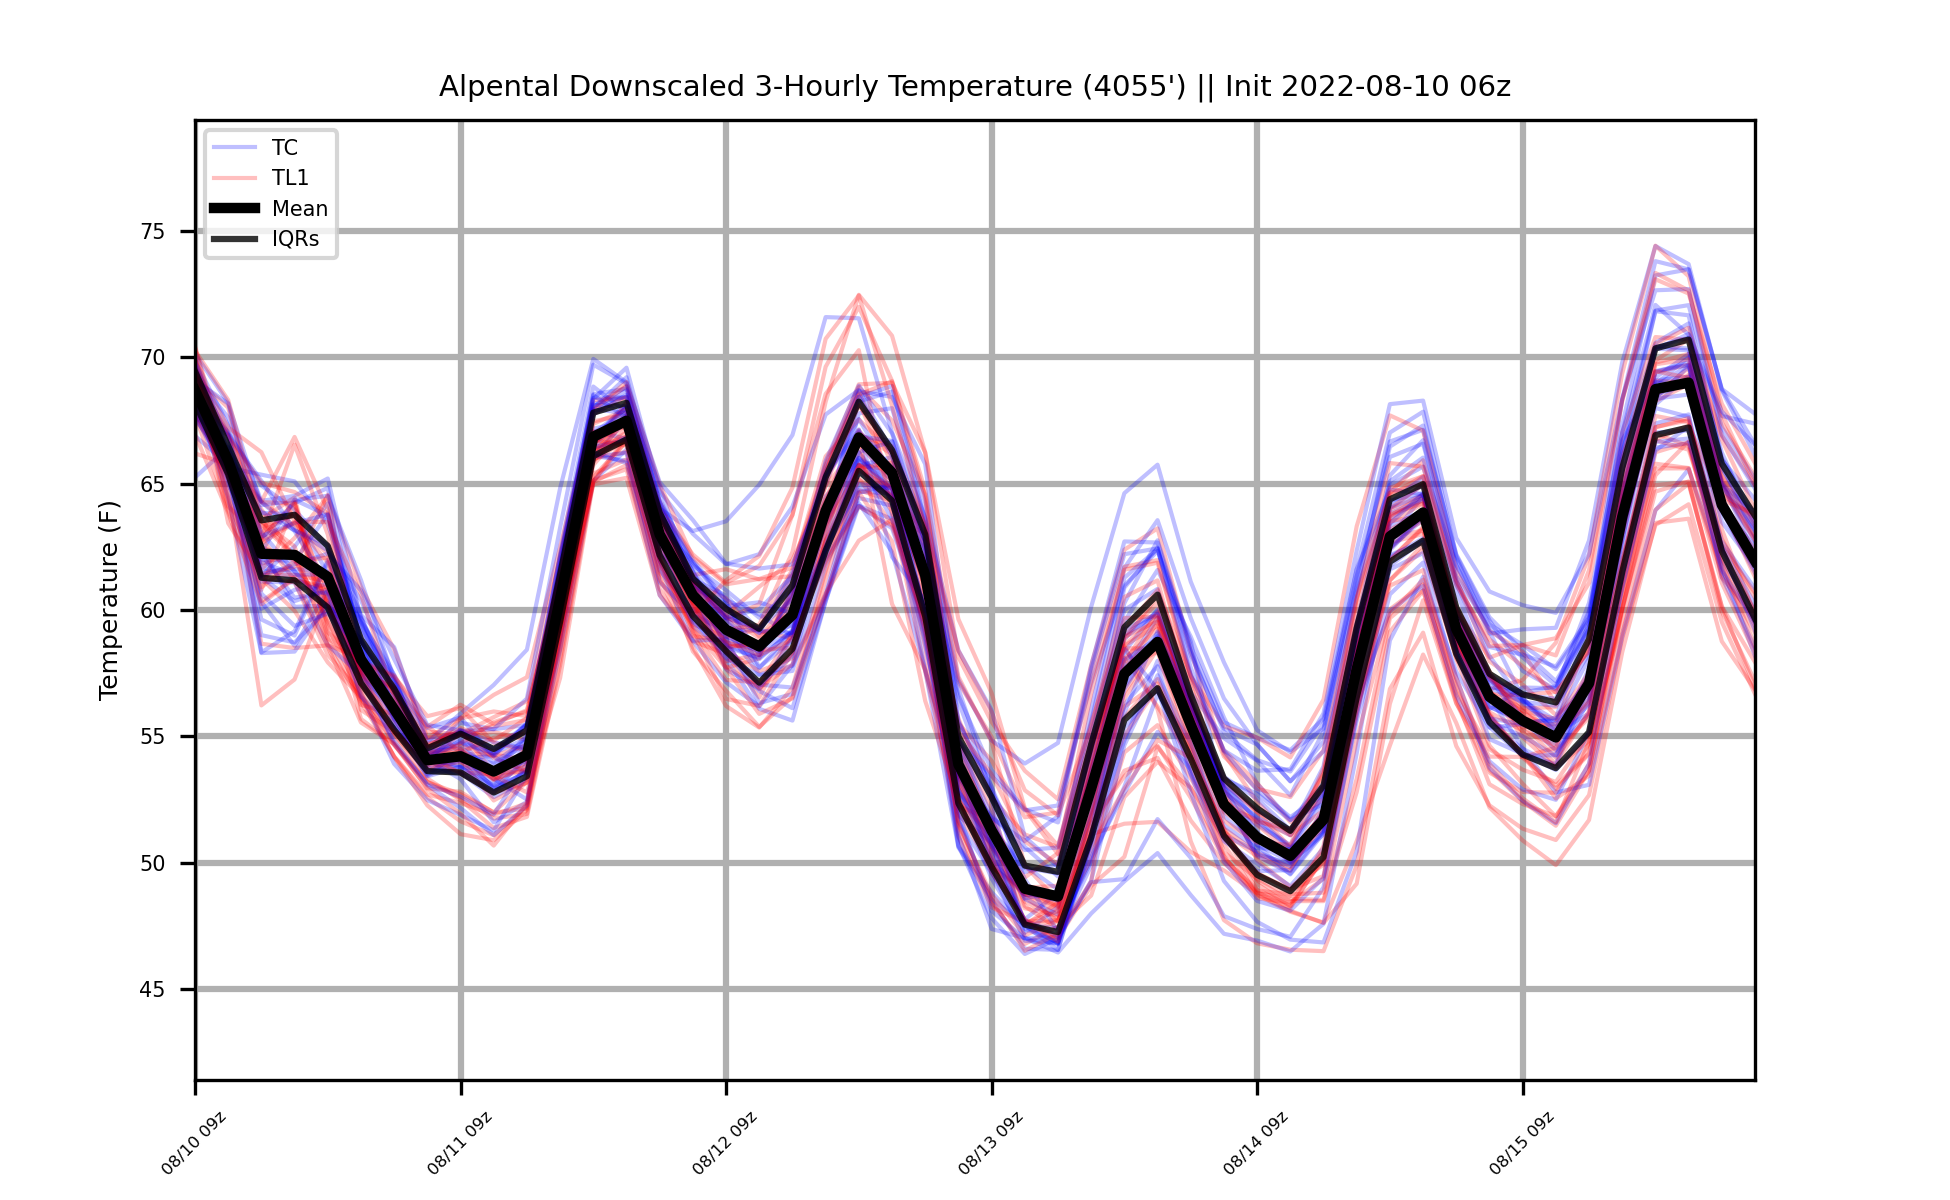 Alpental Downscaled 3-Hourly Temperature (4055') || Init 2022-08-10 06z
TC
TL1
Mean
IQRs
Temperature (F)
75
70
65
60
55
50
45
08/10 09z
08/11 09z
08/12 09z
08/13 09z
08/14 09z
08/15 09z